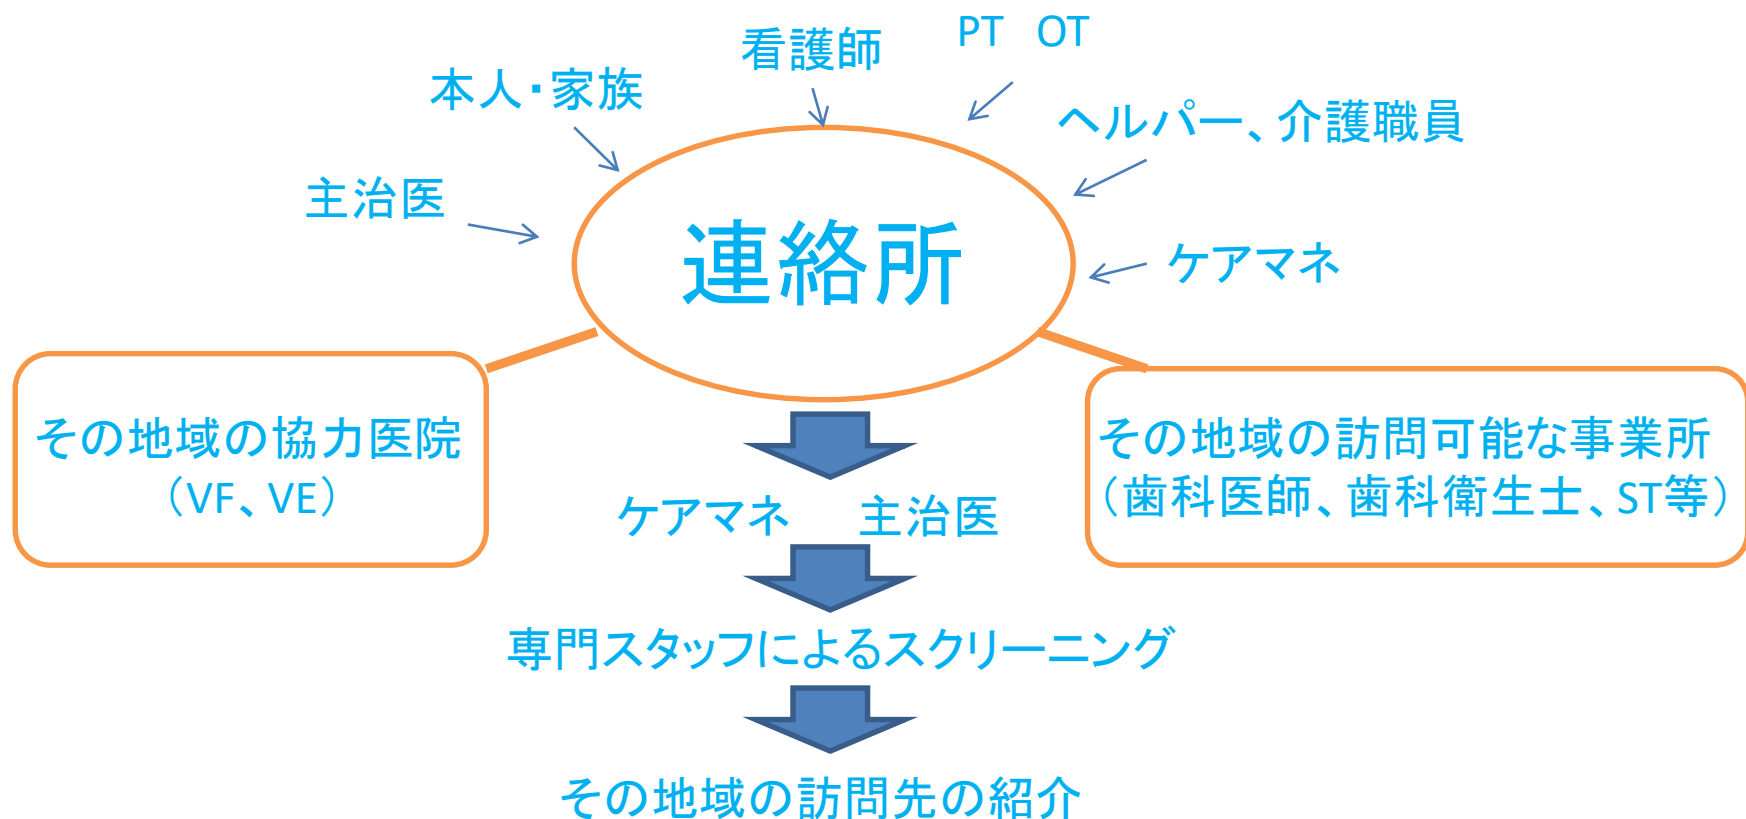 PT OT
看護師
本人・家族
ヘルパー、介護職員
主治医
連絡所
ケアマネ
その地域の協力医院
（VF、VE）
その地域の訪問可能な事業所
（歯科医師、歯科衛生士、ST等）
ケアマネ 主治医
専門スタッフによるスクリーニング
その地域の訪問先の紹介